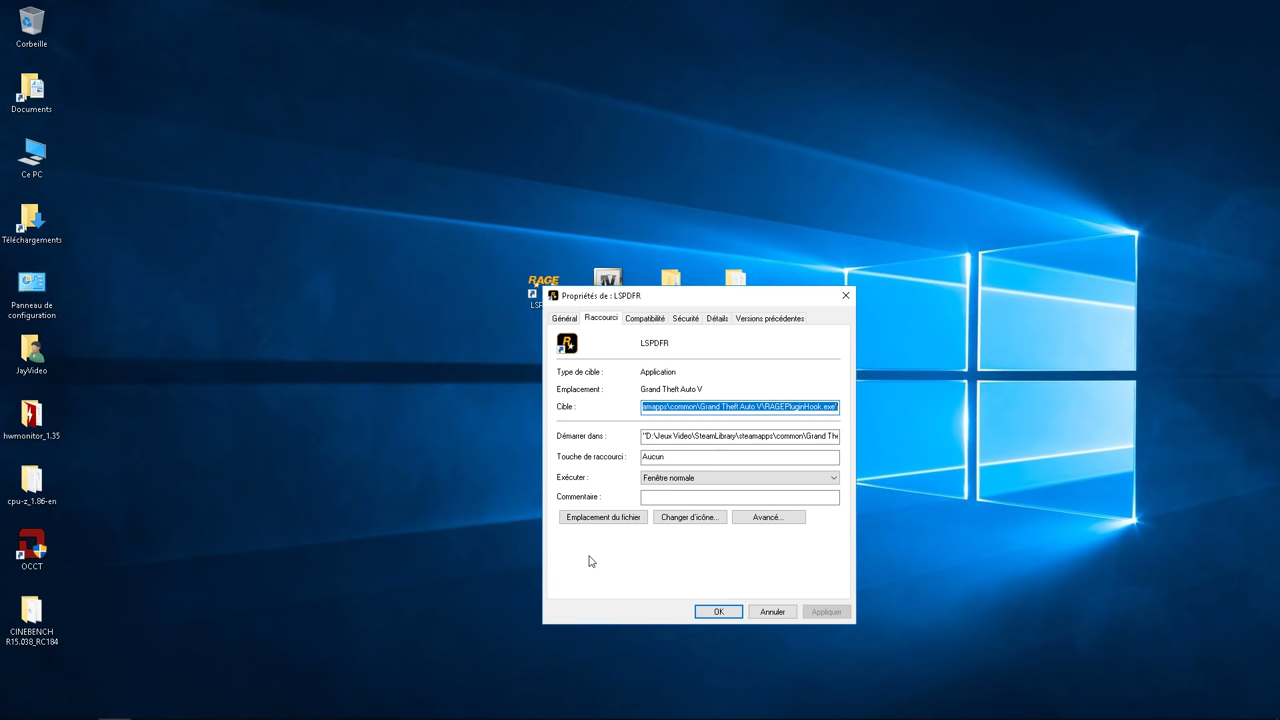 Corbeille
Documents
Ce PC
Téléchargements
Panneau de
configuration
JayVideo
hwmonitor_1.35
cpu-z_1.86-en
OCCT
CINEBENCH
R15.038_RC184
RAGE
V
Propriétés de : LSPDFR
Général
Raccourci
Compatibilité
Sécurité
Détails
Versions précédentes
LSPDFR
Type de cible :
Application
Emplacement :
Grand Theft Auto V
Cible :
amapps\common\Grand Theft Auto V\RAGEPluginHook.exe"
Démarrer dans :
"D:\Jeux Video\SteamLibrary\steamapps\common\Grand The
Touche de raccourci :
Aucun
Exécuter :
Fenêtre normale
Commentaire :
Emplacement du fichier
Changer d'icône...
Avancé...
OK
Annuler
Appliquer